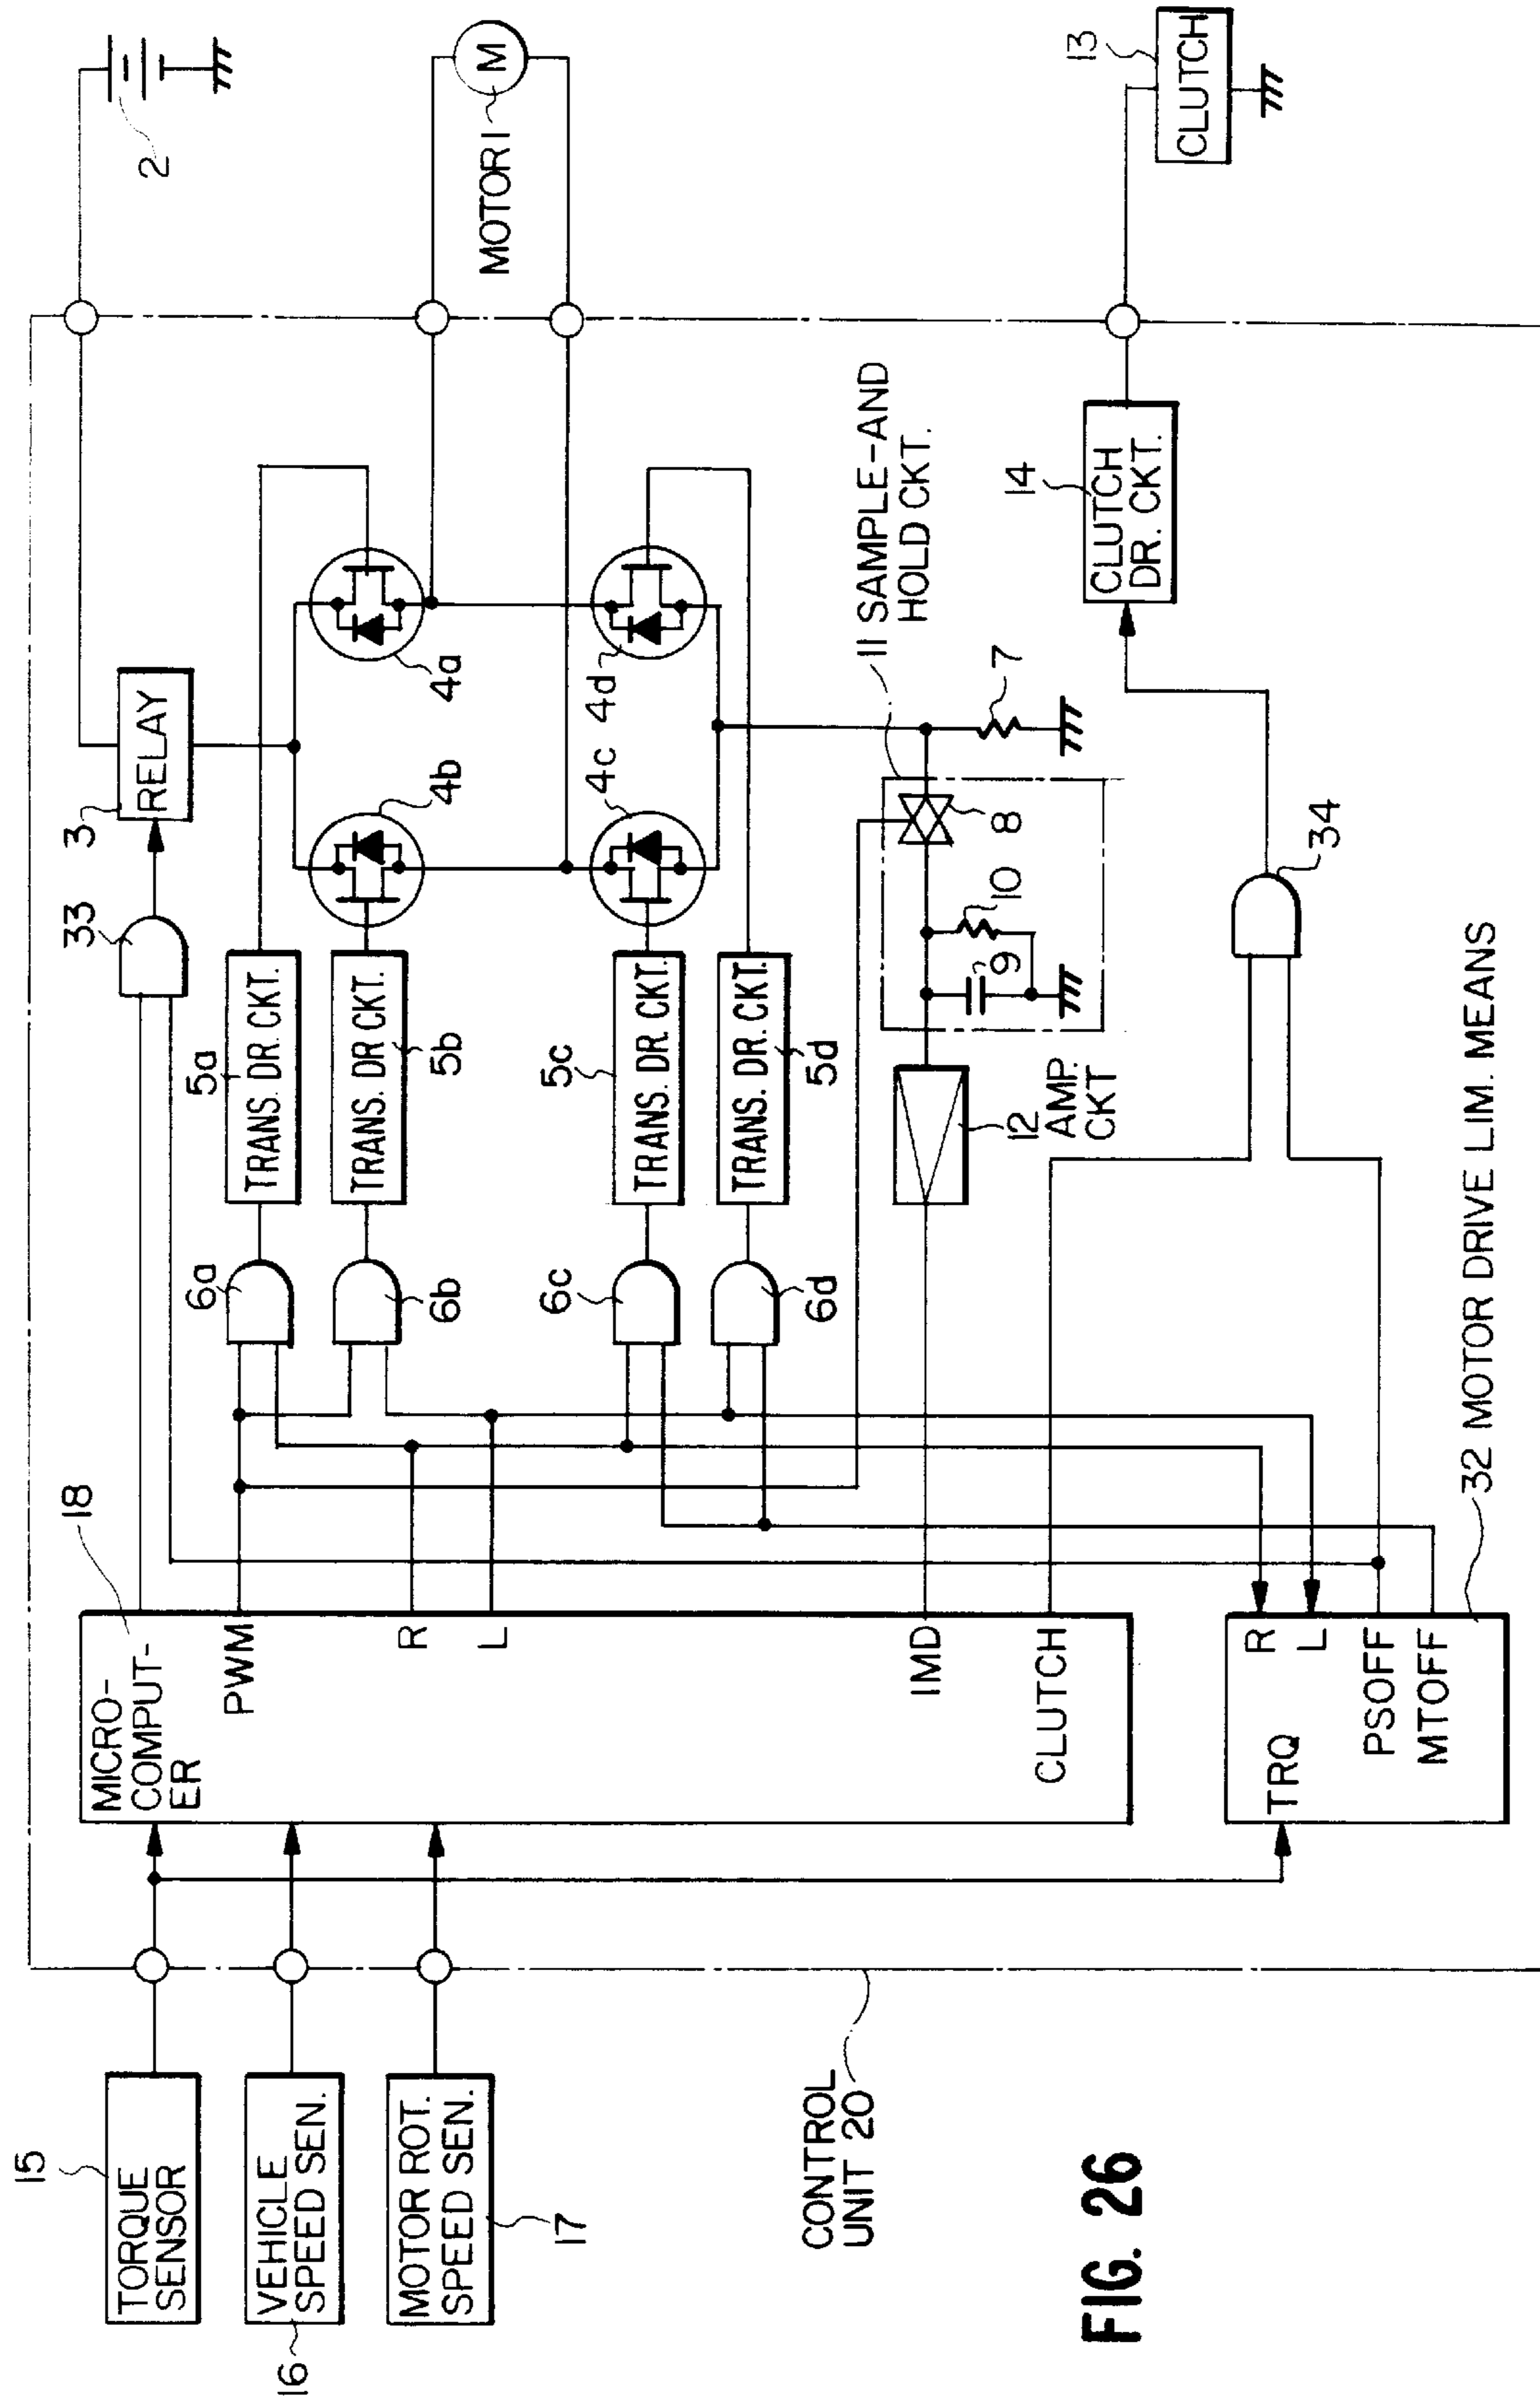 15
TORQUE
SENSOR
VEHICLE
SPEED SEN.
16
MOTOR ROT.
SPEED SEN.
17
CONTROL
UNIT 20
FIG. 26
18
MICRO-
COMPUT-
ER
PWM
R
L
IMD
CLUTCH
TRQ
R
L
PSOFF
MTOFF
32 MOTOR DRIVE LIM. MEANS
33
3
RELAY
2
6a
5a
TRANS. DR. CKT.
6b
TRANS. DR CKT.
5b
6c
5c
TRANS. DR. CKT.
6d
TRANS. DR. CKT.
5d
4a
4b
4c
4d
M
MOTOR 1
11 SAMPLE-AND
HOLD CKT.
7
8
9
10
12 AMP.
CKT
34
14
CLUTCH
DR. CKT.
13
CLUTCH